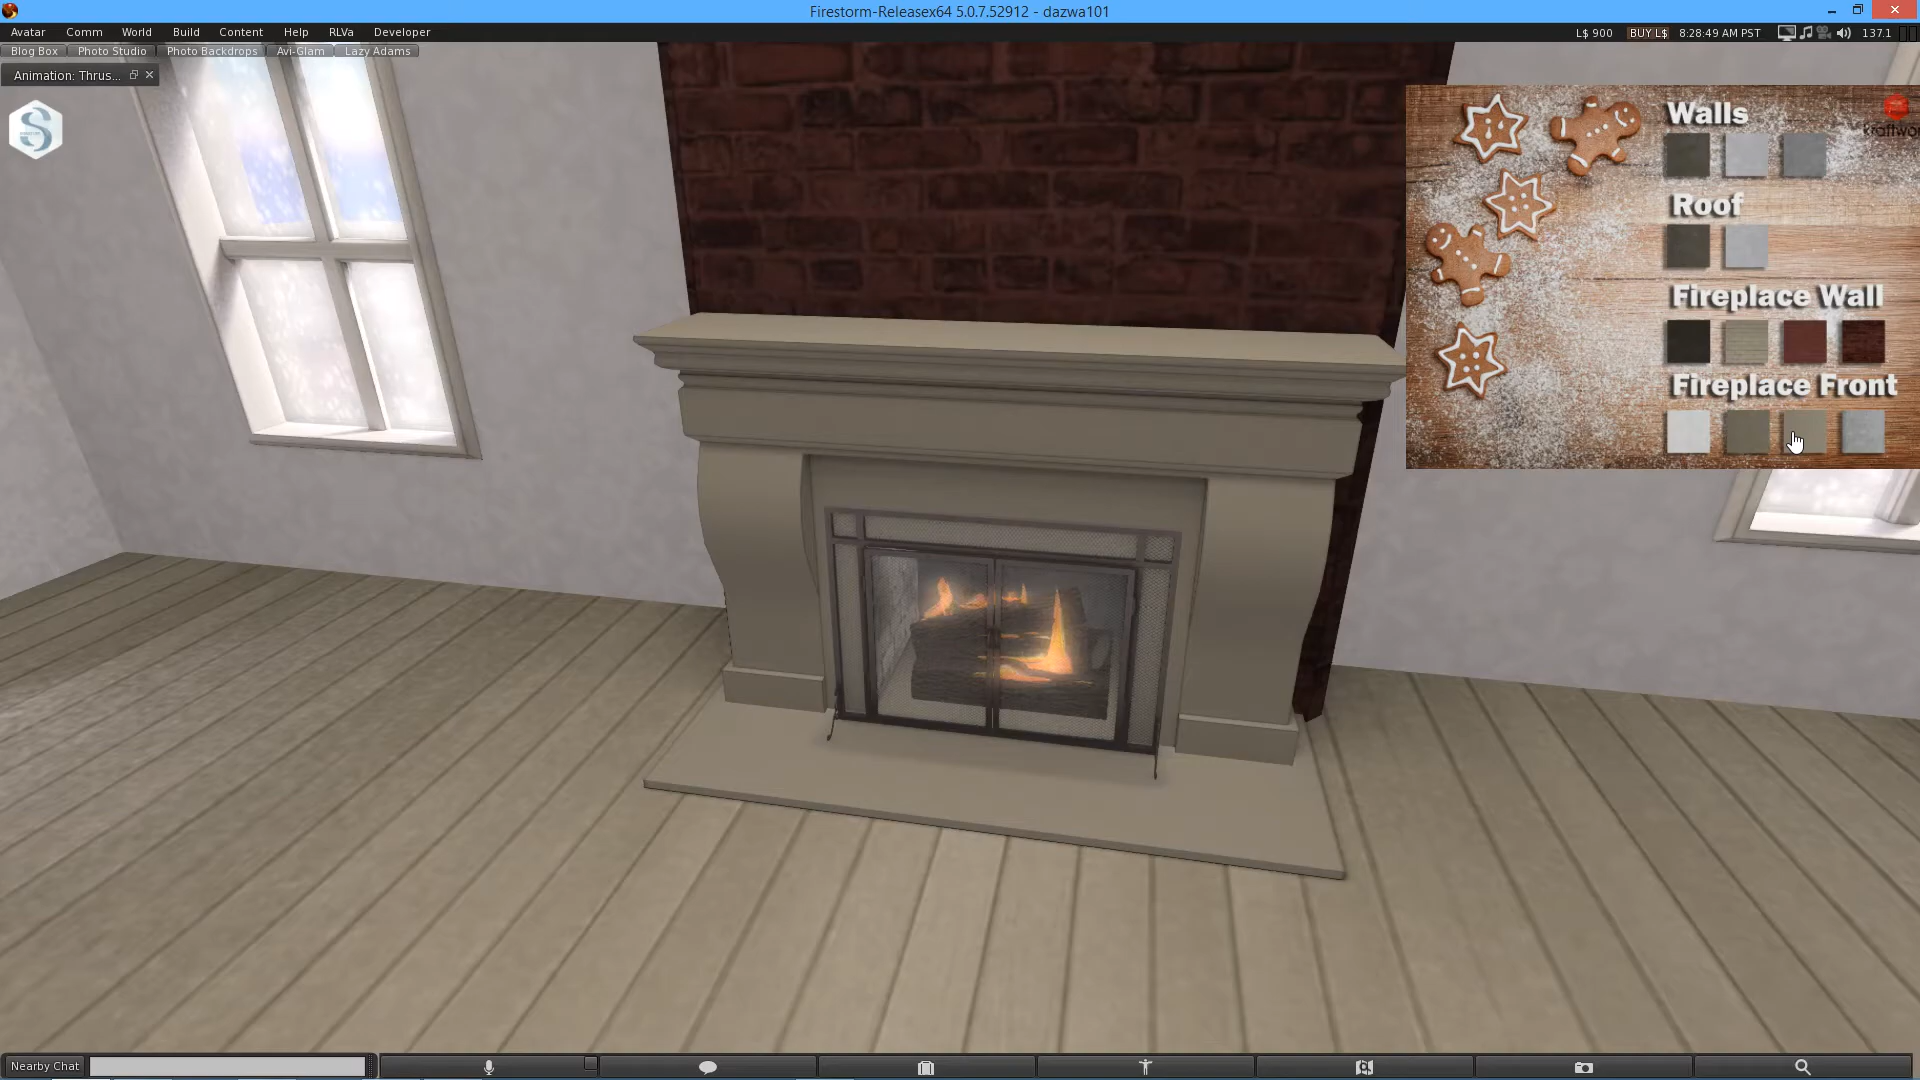 Firestorm-Releasex64 5.0.7.52912 - dazwa101
Avatar Comm World Build Content Help RLVa Developer
L$ 900 BUY L$ 8:28:49 AM PST 137.1
Blog Box Photo Studio Photo Backdrops Avi-Glam Lazy Adams
Animation: Thrus...
Walls
Roof
Fireplace Wall
Fireplace Front
Nearby Chat